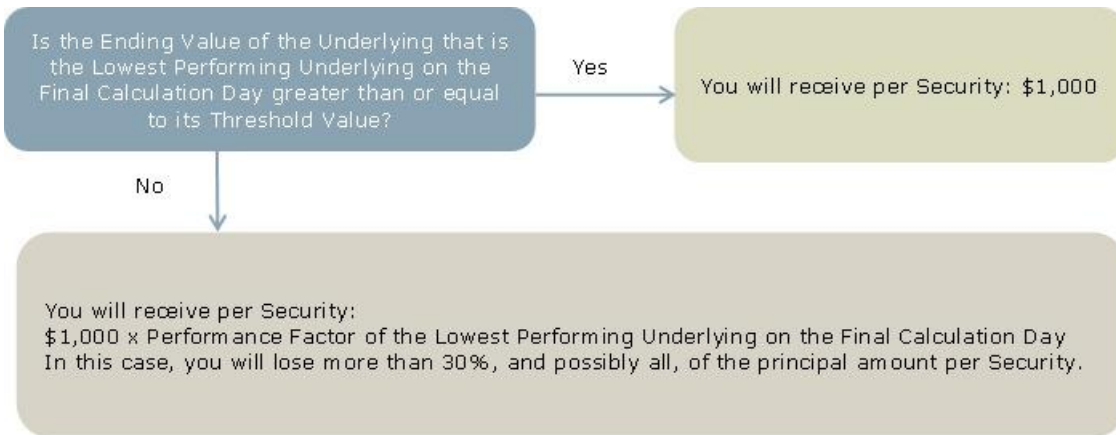 Is the Ending Value of the Underlying that is
the Lowest Performing Underlying on the
Final Calculation Day greater than or equal
to its Threshold Value?
Yes
You will receive per Security: $1,000
No
You will receive per Security:
$1,000 x Performance Factor of the Lowest Performing Underlying on the Final Calculation Day
In this case, you will lose more than 30%, and possibly all, of the principal amount per Security.